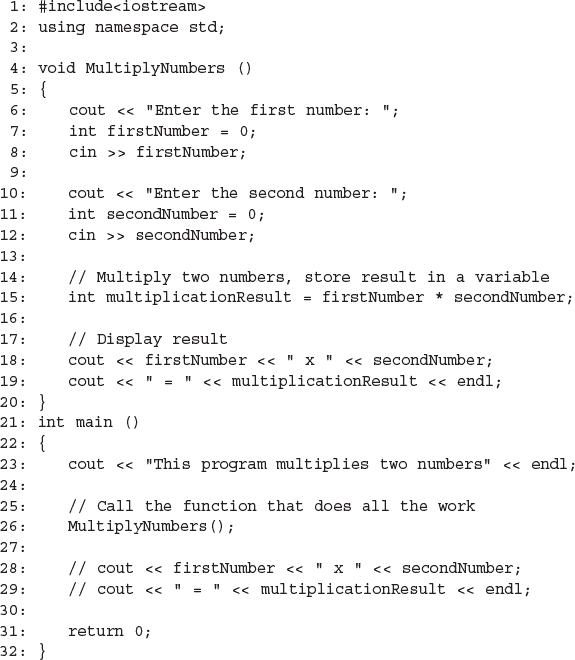 1: #include<iostream>
2: using namespace std;
3:
4: void MultiplyNumbers ()
5: {
6:    cout << "Enter the first number: ";
7:    int firstNumber = 0;
8:    cin >> firstNumber;
9:
10:    cout << "Enter the second number: ";
11:    int secondNumber = 0;
12:    cin >> secondNumber;
13:
14:    // Multiply two numbers, store result in a variable
15:    int multiplicationResult = firstNumber * secondNumber;
16:
17:    // Display result
18:    cout << firstNumber << " x " << secondNumber;
19:    cout << " = " << multiplicationResult << endl;
20: }
21: int main ()
22: {
23:    cout << "This program multiplies two numbers" << endl;
24:
25:    // Call the function that does all the work
26:    MultiplyNumbers();
27:
28:    // cout << firstNumber << " x " << secondNumber;
29:    // cout << " = " << multiplicationResult << endl;
30:
31:    return 0;
32: }